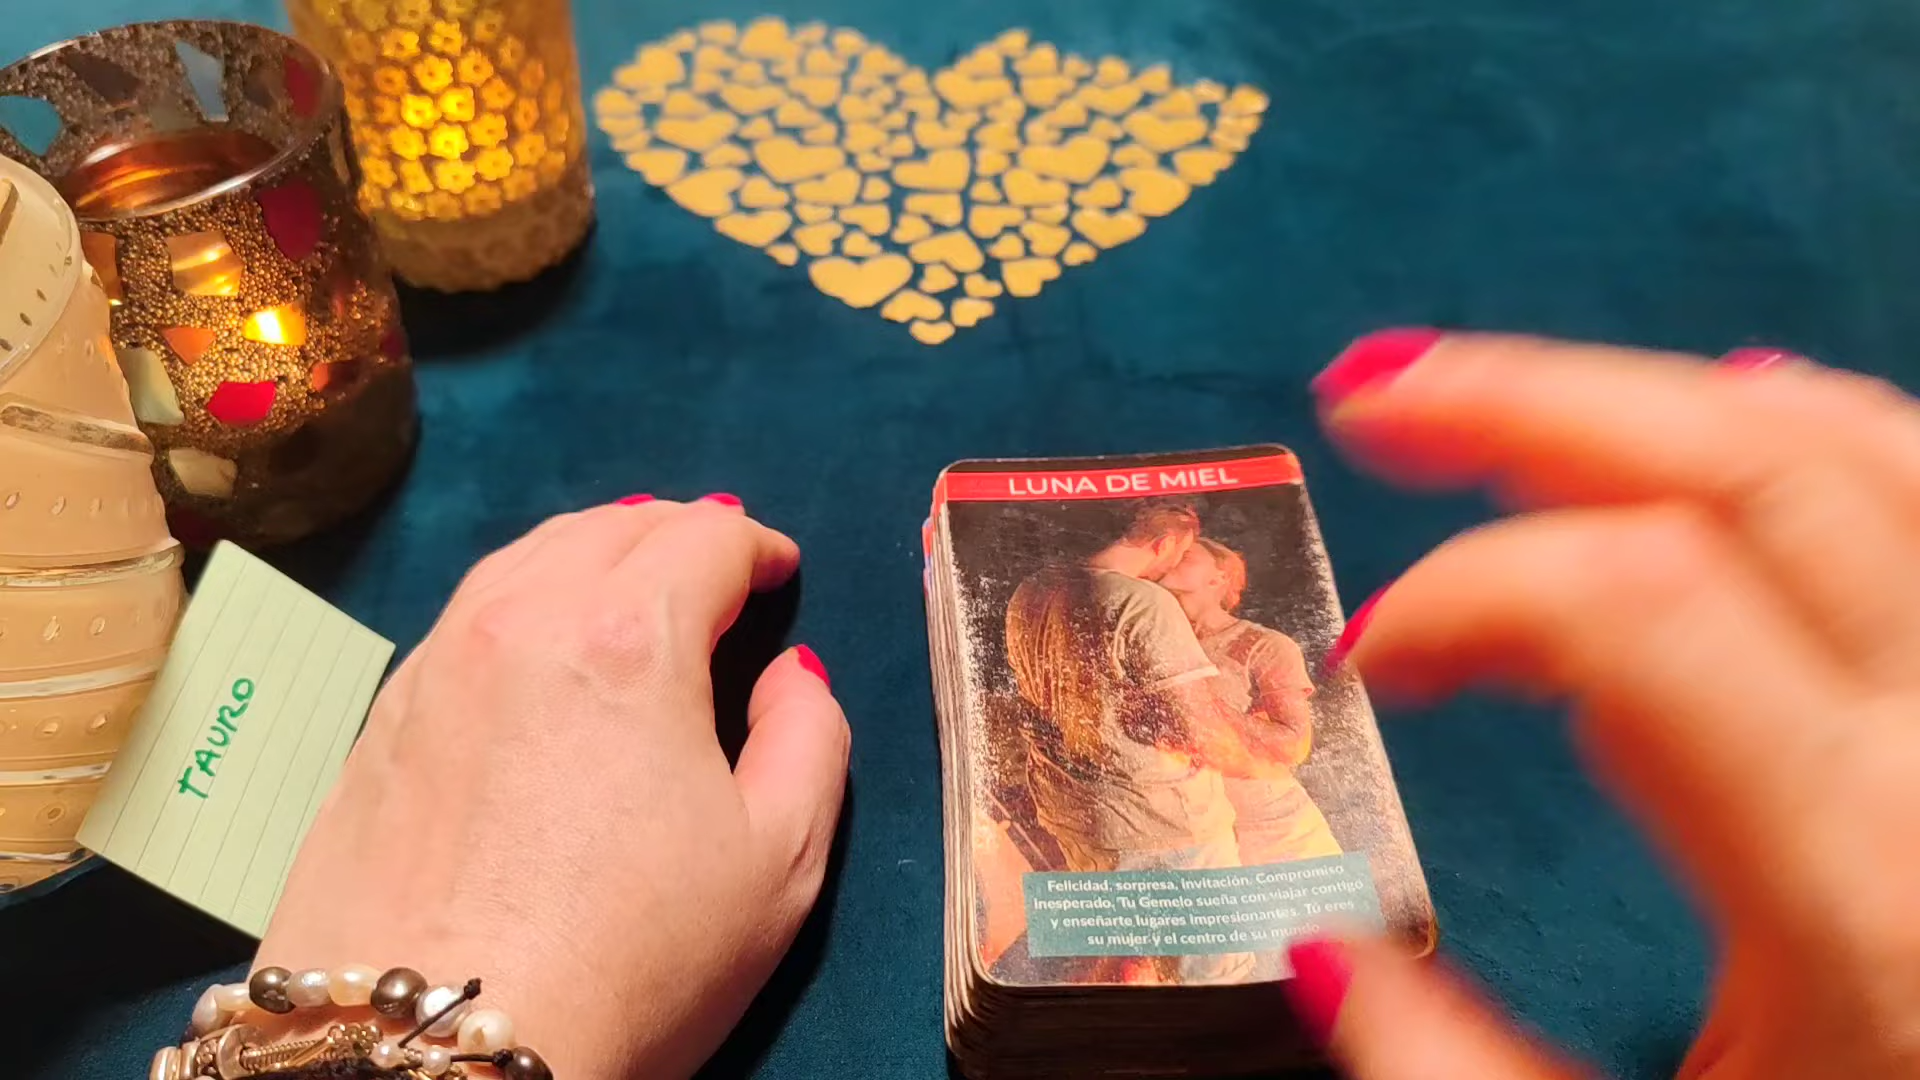 LUNA DE MIEL
TAURO
Felicidad, sorpresa, invitación. Compromiso
inesperado. Tu Gemelo sueña con viajar contigo
y enseñarte lugares impresionantes. Tú eres
su mujer y el centro de su mundo